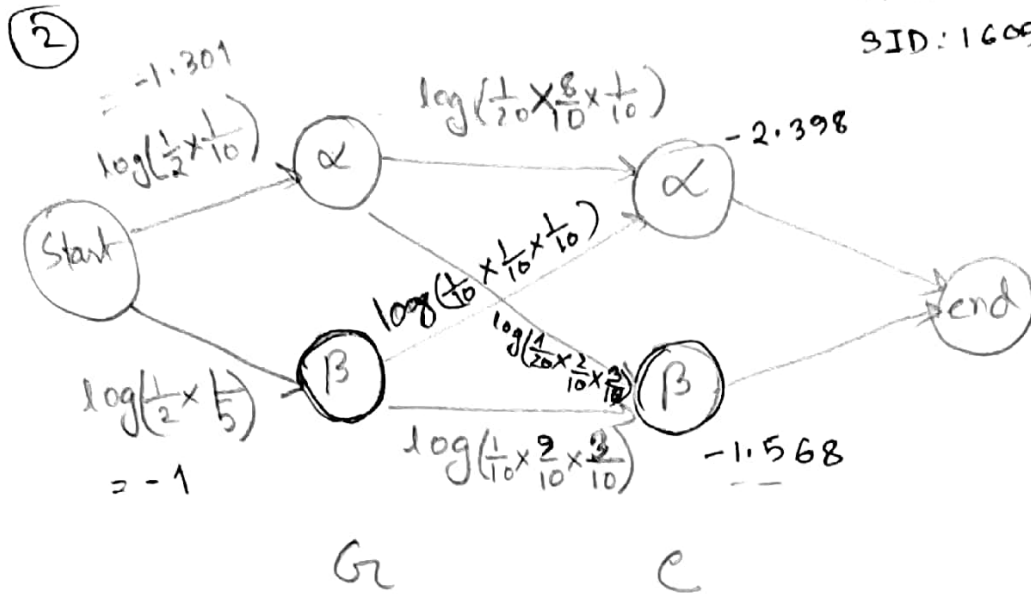 2
SID: 1605
= -1.301
log(1/2 × 1/10)
log(1/20 × 8/10 × 1/10)
α
α
-2.398
Start
log(1/10 × 1/10 × 1/10)
end
log(1/20 × 2/10 × 3/10)
β
β
log(1/2 × 1/5)
= -1
log(1/10 × 9/10 × 3/10)
-1.568
G
C